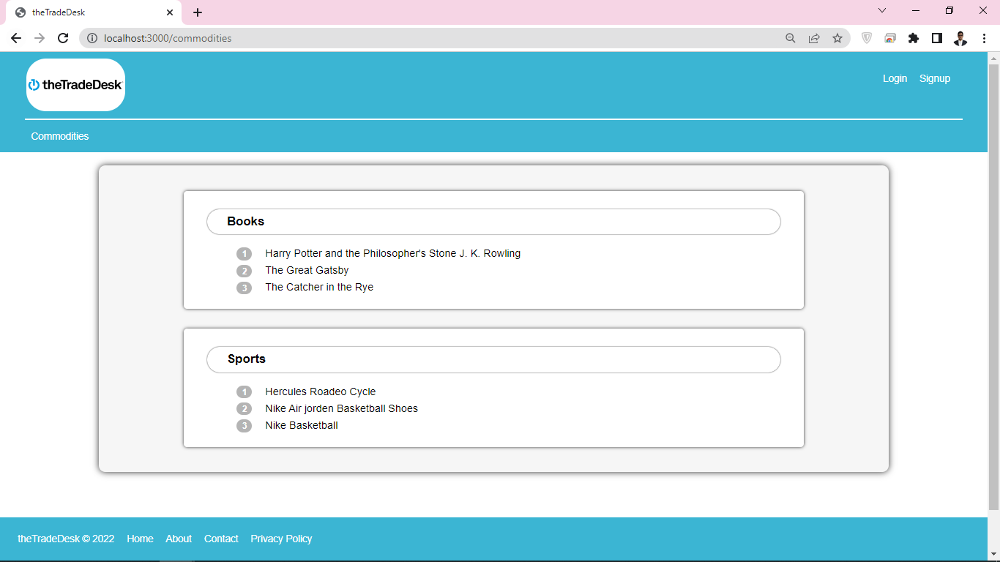 theTradeDesk
localhost:3000/commodities
theTradeDesk
Login Signup
Commodities
Books
1 Harry Potter and the Philosopher's Stone J. K. Rowling
2 The Great Gatsby
3 The Catcher in the Rye
Sports
1 Hercules Roadeo Cycle
2 Nike Air jorden Basketball Shoes
3 Nike Basketball
theTradeDesk © 2022 Home About Contact Privacy Policy